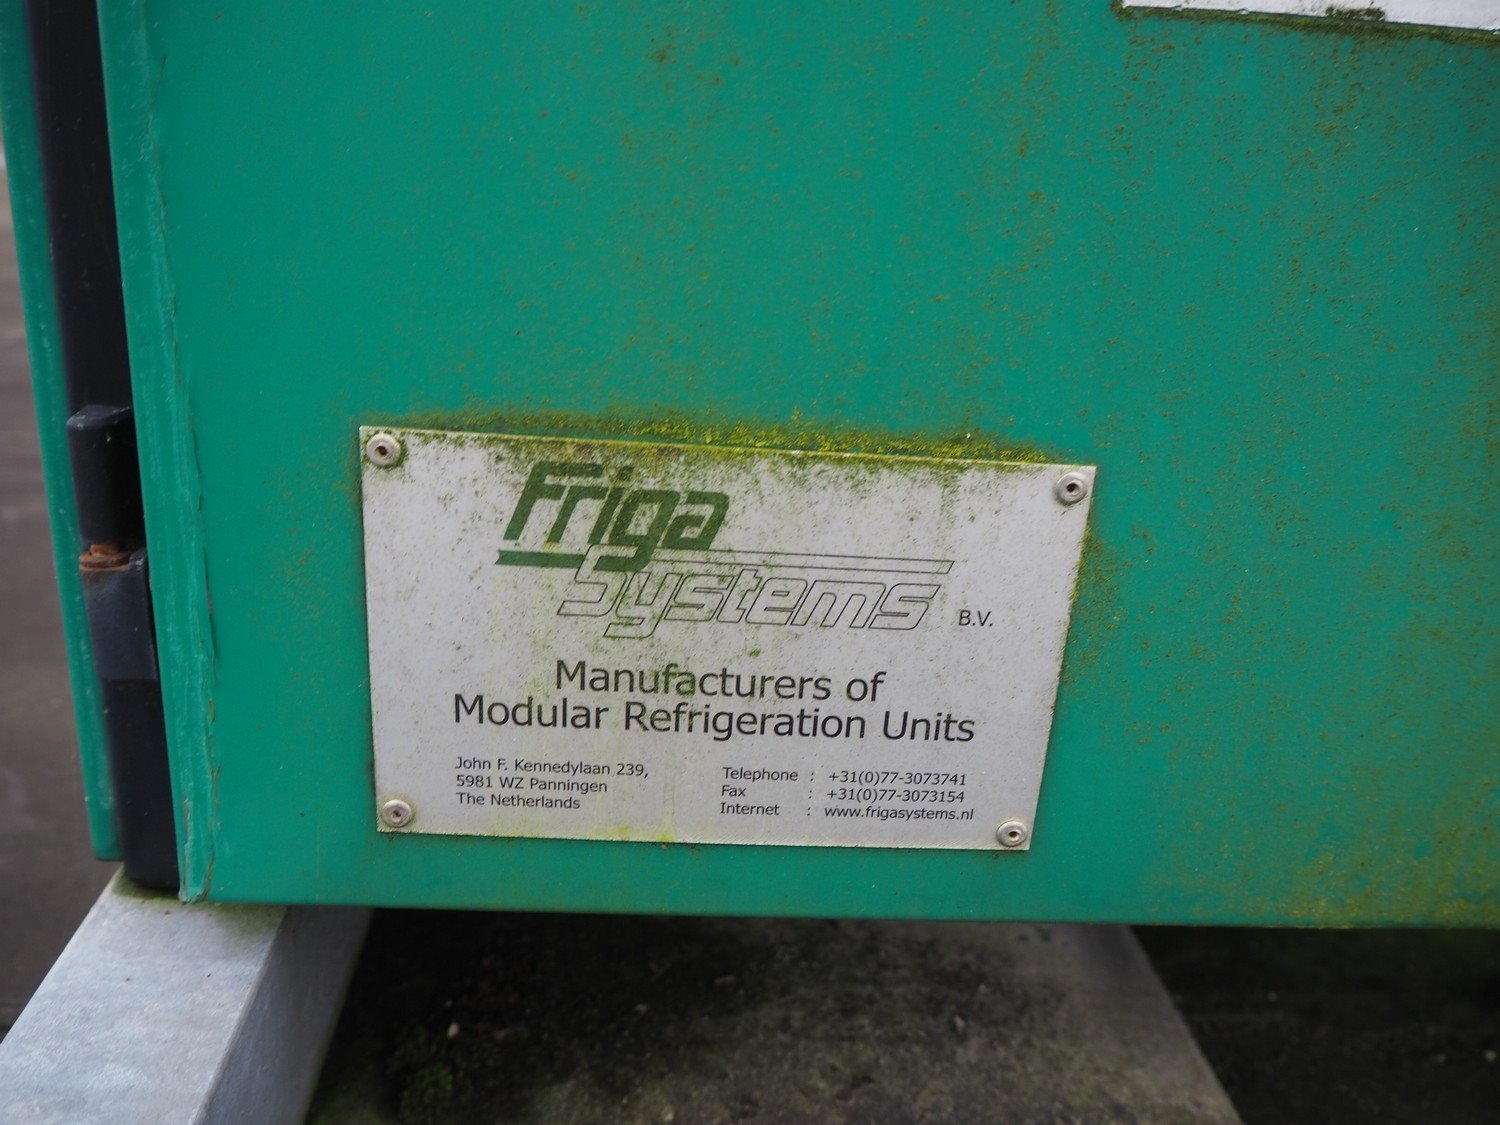 Friga
Systems B.V.
Manufacturers of
Modular Refrigeration Units
John F. Kennedylaan 239,
5981 WZ Panningen
The Netherlands
Telephone : +31(0)77-3073741
Fax : +31(0)77-3073154
Internet : www.frigasystems.nl